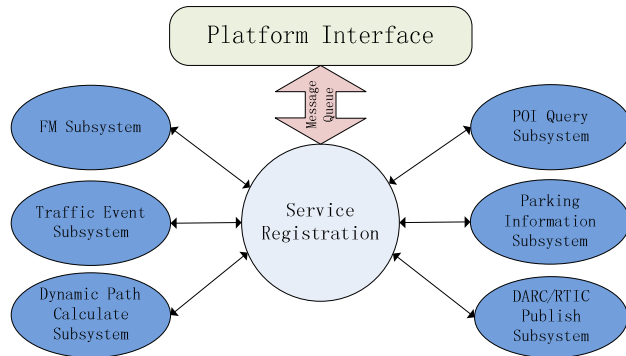 Platform Interface
Message
Queue
FM Subsystem
Traffic Event
Subsystem
Dynamic Path
Calculate
Subsystem
Service
Registration
POI Query
Subsystem
Parking
Information
Subsystem
DARC/RTIC
Publish
Subsystem